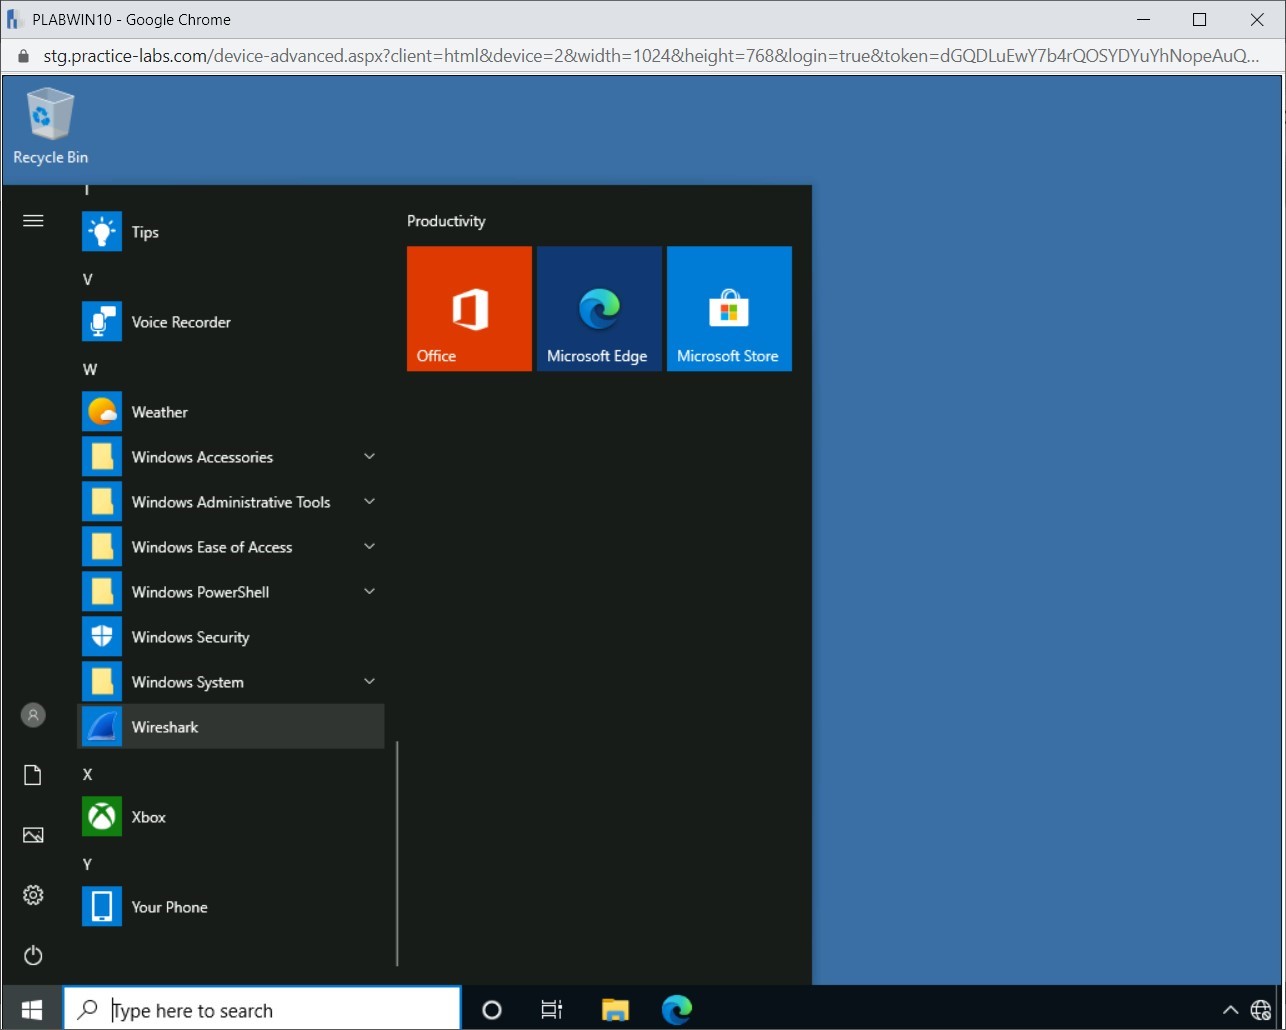 PLABWIN10 - Google Chrome
stg.practice-labs.com/device-advanced.aspx?client=html&device=2&width=1024&height=768&login=true&token=dGQDLuEwY7b4rQOSYDYuYhNopeAuQ...
Recycle Bin
Tips
V
Voice Recorder
W
Weather
Windows Accessories
Windows Administrative Tools
Windows Ease of Access
Windows PowerShell
Windows Security
Windows System
Wireshark
X
Xbox
Y
Your Phone
Productivity
Office
Microsoft Edge
Microsoft Store
Type here to search